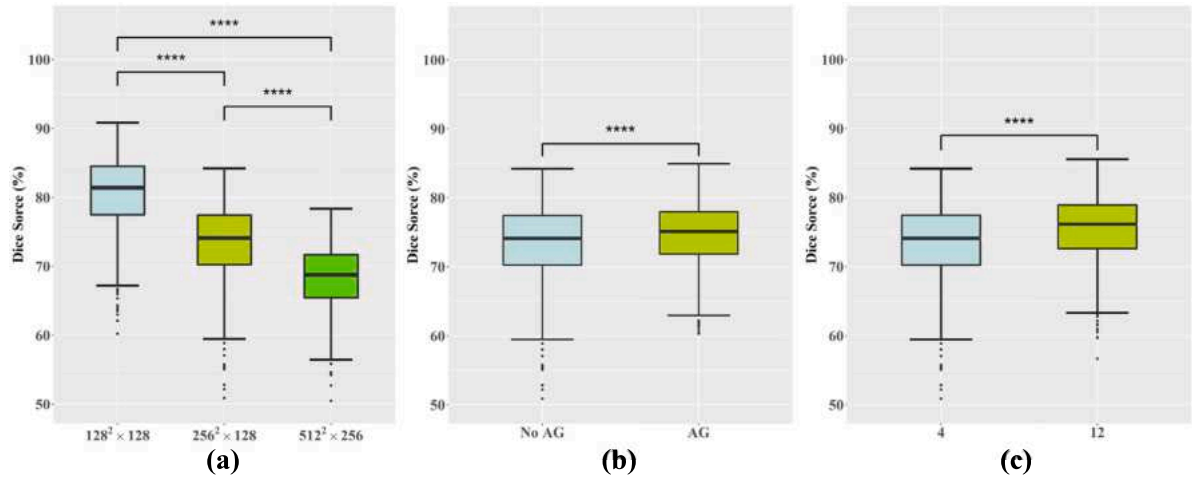 ****
****
****
100
90
80
70
60
50
Dice Sorce (%)
128² × 128
256² × 128
512² × 256
(a)
****
100
90
80
70
60
50
Dice Sorce (%)
No AG
AG
(b)
****
100
90
80
70
60
50
Dice Sorce (%)
4
12
(c)